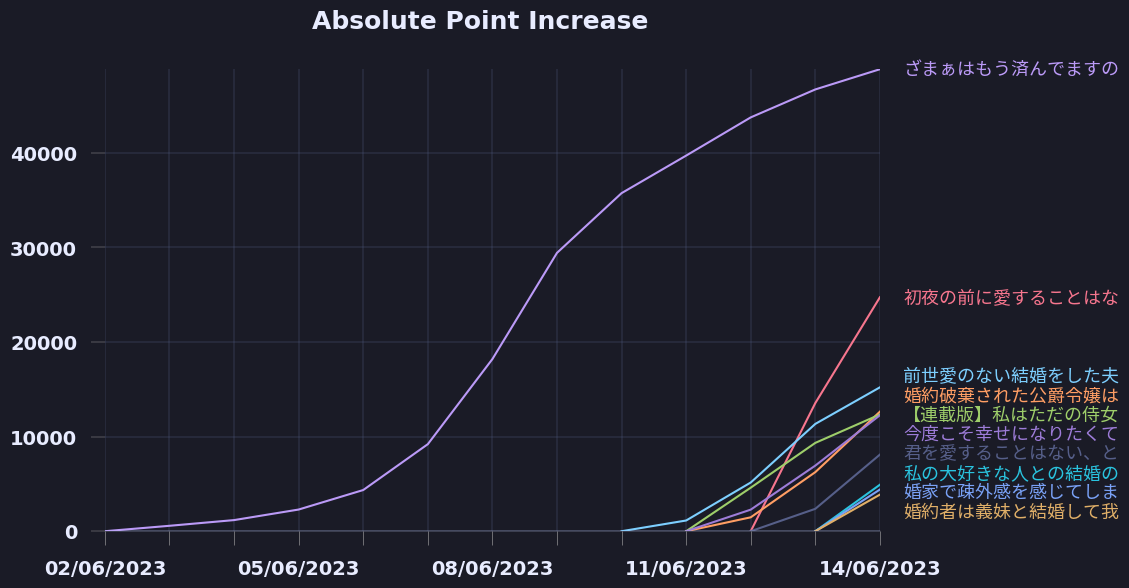 Absolute Point Increase
ざまぁはもう済んでますの
40000
30000
初夜の前に愛することはな
20000
前世愛のない結婚をした夫
婚約破棄された公爵令嬢は
【連載版】私はただの侍女
10000
今度こそ幸せになりたくて
君を愛することはない、と
私の大好きな人との結婚の
婚家で疎外感を感じてしま
婚約者は義妹と結婚して我
0
02/06/2023 05/06/2023 08/06/2023 11/06/2023 14/06/2023